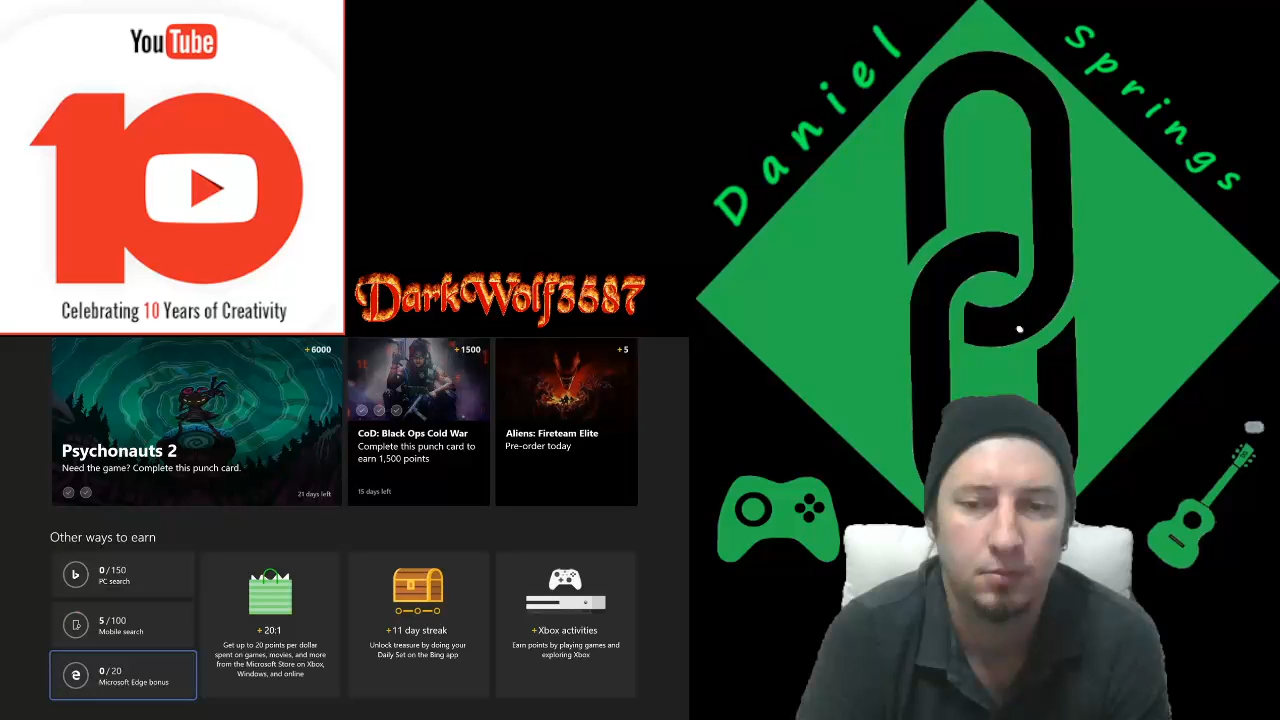 YouTube
10
Celebrating 10 Years of Creativity
DarkWolf3587
Daniel Springs
+6000
Psychonauts 2
Need the game? Complete this punch card.
21 days left
+1500
CoD: Black Ops Cold War
Complete this punch card to
earn 1,500 points
15 days left
+5
Aliens: Fireteam Elite
Pre-order today
Other ways to earn
0 / 150
PC search
5 / 100
Mobile search
0 / 20
Microsoft Edge bonus
+20:1
Get up to 20 points per dollar
spent on games, movies, and more
from the Microsoft Store on Xbox,
Windows, and online
+11 day streak
Unlock treasure by doing your
Daily Set on the Bing app
+Xbox activities
Earn points by playing games and
exploring Xbox